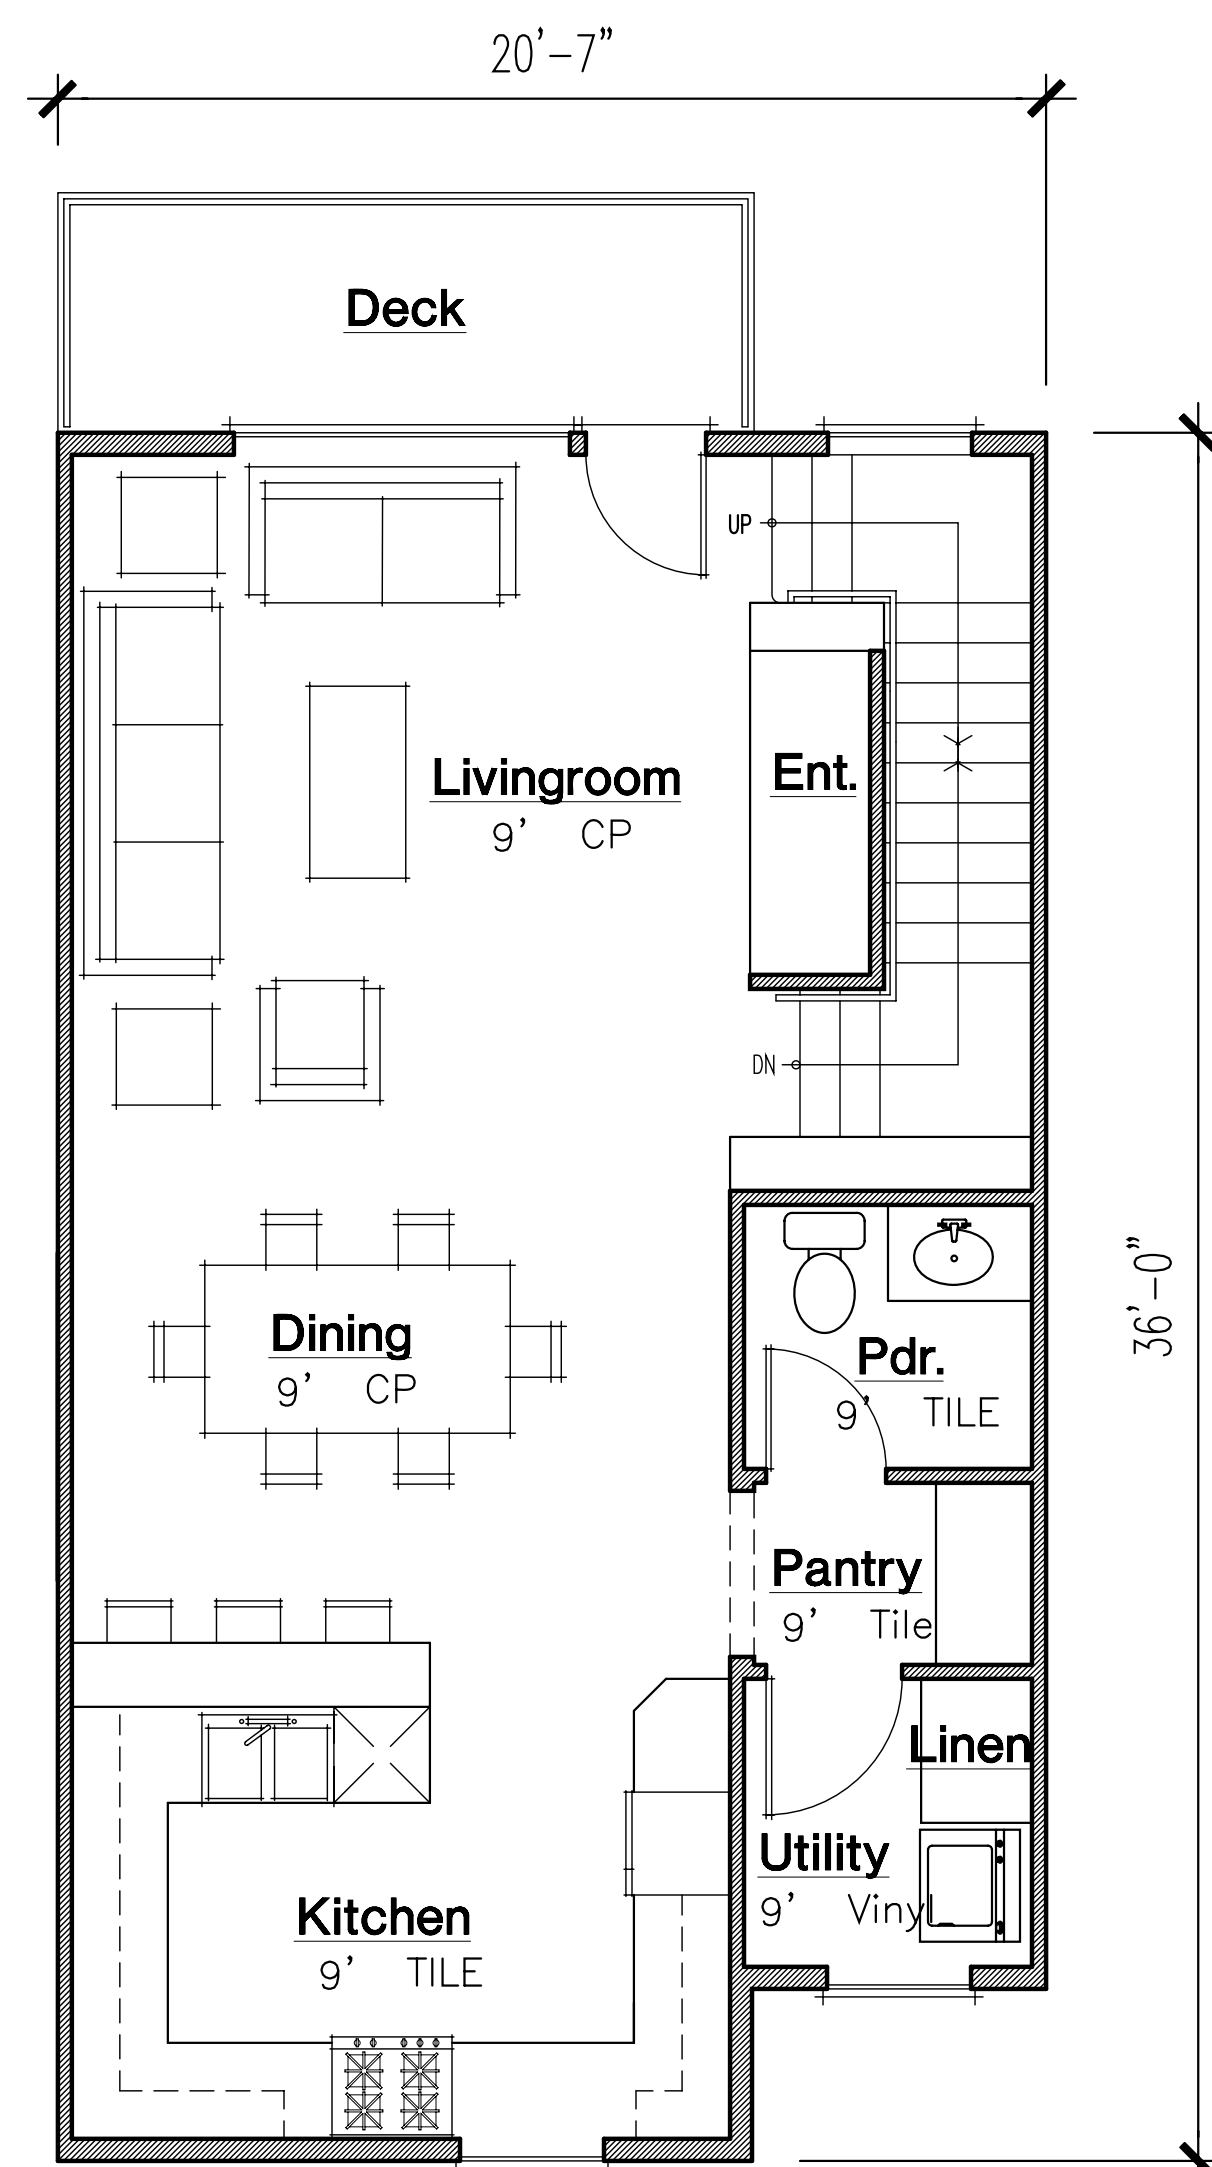 20'-7"
Deck
UP
Livingroom
9' CP
Ent.
DN
36'-0"
Dining
9' CP
Pdr.
9' TILE
Pantry
9' Tile
Linen
Utility
9' Vinyl
Kitchen
9' TILE